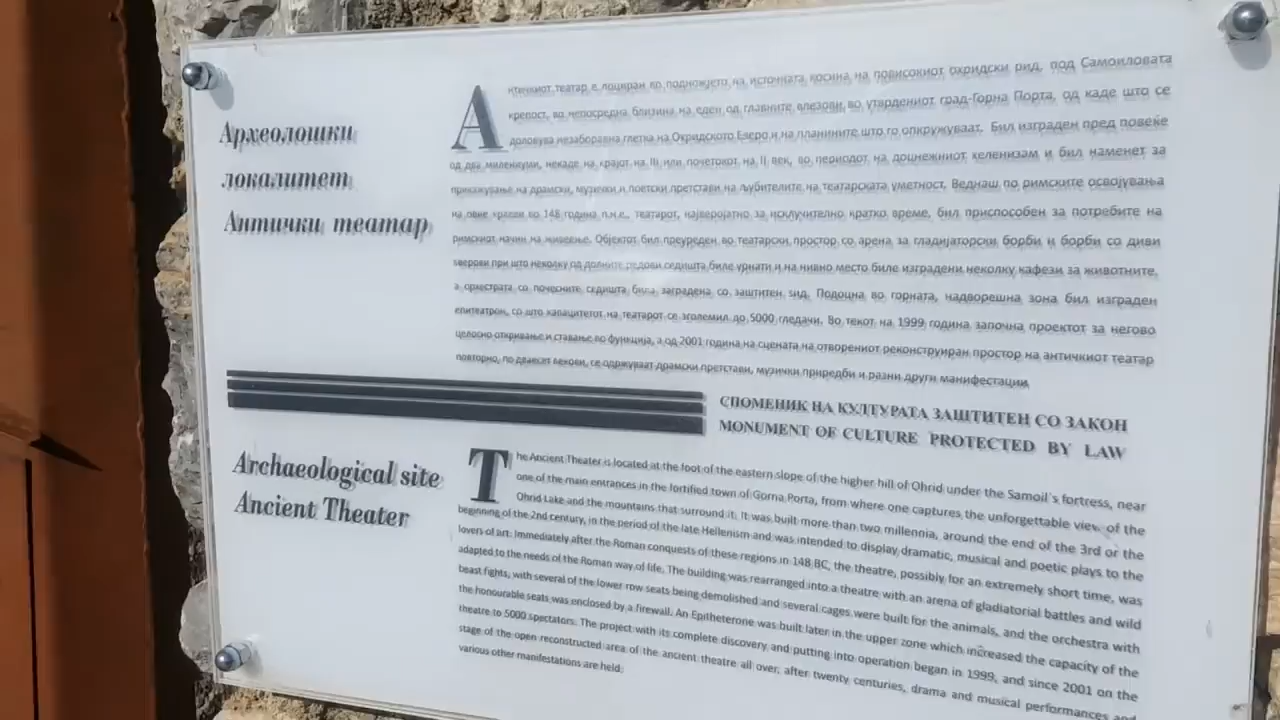 Археолошки
локалитет
Антички театар
Античкиот театар е лоциран во подножјето на источната косина на повисокиот охридски рид, под Самоиловата
крепост, во непосредна близина на еден од главните влезови во утврдениот град-Горна Порта, од каде што се
доловува незаборавна глетка на Охридското Езеро и на планините што го опкружуваат. Бил изграден пред повеќе
од два милениуми, некаде на крајот на III или почетокот на II век, во периодот на доцнежниот хеленизам и бил наменет за
прикажување на драмски, музички и поетски претстави на љубителите на театарската уметност. Веднаш по римските освојувања
на овие краеви во 148 година п.н.е., театарот, најверојатно за исклучително кратко време, бил приспособен за потребите на
римскиот начин на живеење. Објектот бил преуреден во театарски простор со арена за гладијаторски борби и борби со диви
ѕверови при што неколку од долните редови седишта биле урнати и на нивно место биле изградени неколку кафези за животните,
а орхестрата со почесните седишта била заградена со заштитен ѕид. Подоцна во горната, надворешна зона бил изграден
епитеатрон, со што капацитетот на театарот се зголемил до 5000 гледачи. Во текот на 1999 година започна проектот за негово
целосно откривање и ставање во функција, а од 2001 година на сцената на отворениот реконструиран простор на античкиот театар
повторно, по дваесет векови, се одржуваат драмски претстави, музички приредби и разни други манифестации.
СПОМЕНИК НА КУЛТУРАТА ЗАШТИТЕН СО ЗАКОН
MONUMENT OF CULTURE PROTECTED BY LAW
Archaeological site
Ancient Theater
The Ancient Theater is located at the foot of the eastern slope of the higher hill of Ohrid under the Samoil`s fortress, near
one of the main entrances in the fortified town of Gorna Porta, from where one captures the unforgettable view of the
Ohrid Lake and the mountains that surround it. It was built more than two millennia, around the end of the 3rd or the
beginning of the 2nd century, in the period of the late Hellenism and was intended to display dramatic, musical and poetic plays to the
lovers of art. Immediately after the Roman conquests of these regions in 148 BC, the theatre, possibly for an extremely short time, was
adapted to the needs of the Roman way of life. The building was rearranged into a theatre with an arena of gladiatorial battles and wild
beast fights, with several of the lower row seats being demolished and several cages were built for the animals, and the orchestra with
the honourable seats was enclosed by a firewall. An Epitheterone was built later in the upper zone which increased the capacity of the
theatre to 5000 spectators. The project with its complete discovery and putting into operation began in 1999, and since 2001 on the
stage of the open reconstructed area of the ancient theatre all over, after twenty centuries, drama and musical performances and
various other manifestations are held.